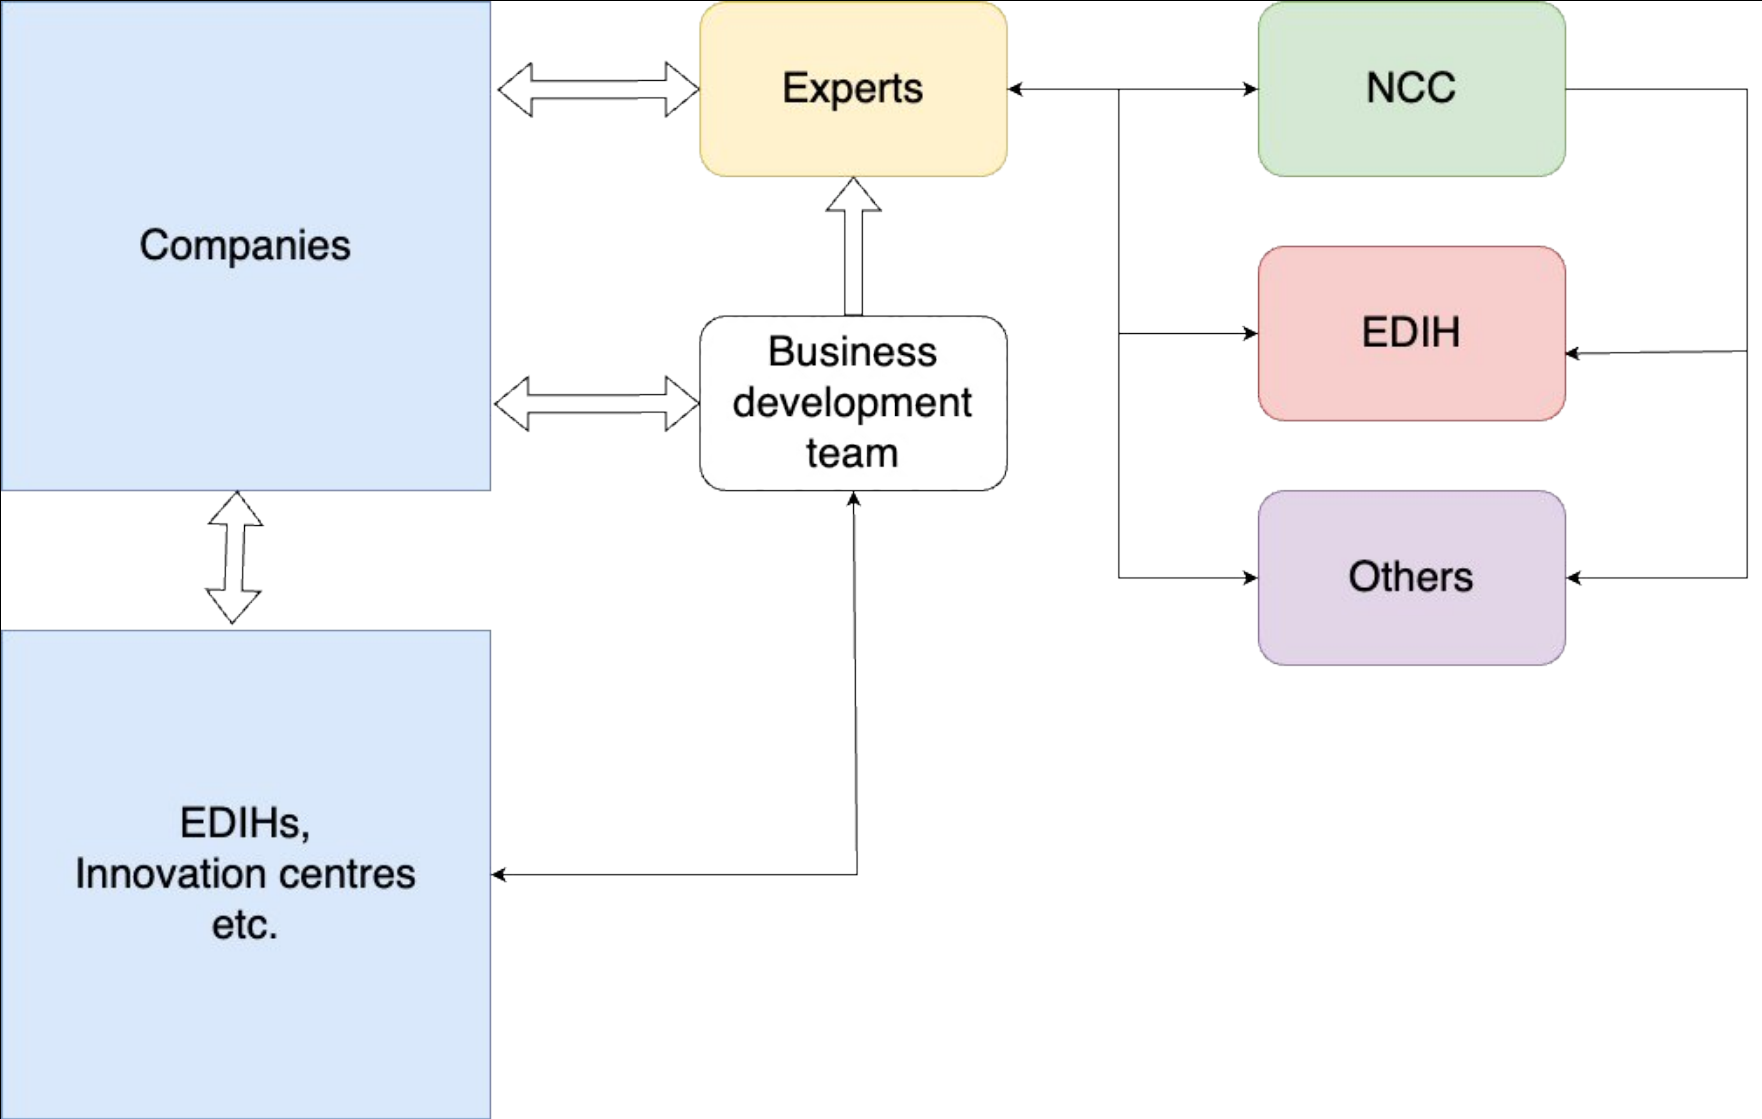 Companies
Experts
NCC
Business
development
team
EDIH
Others
EDIHs,
Innovation centres
etc.